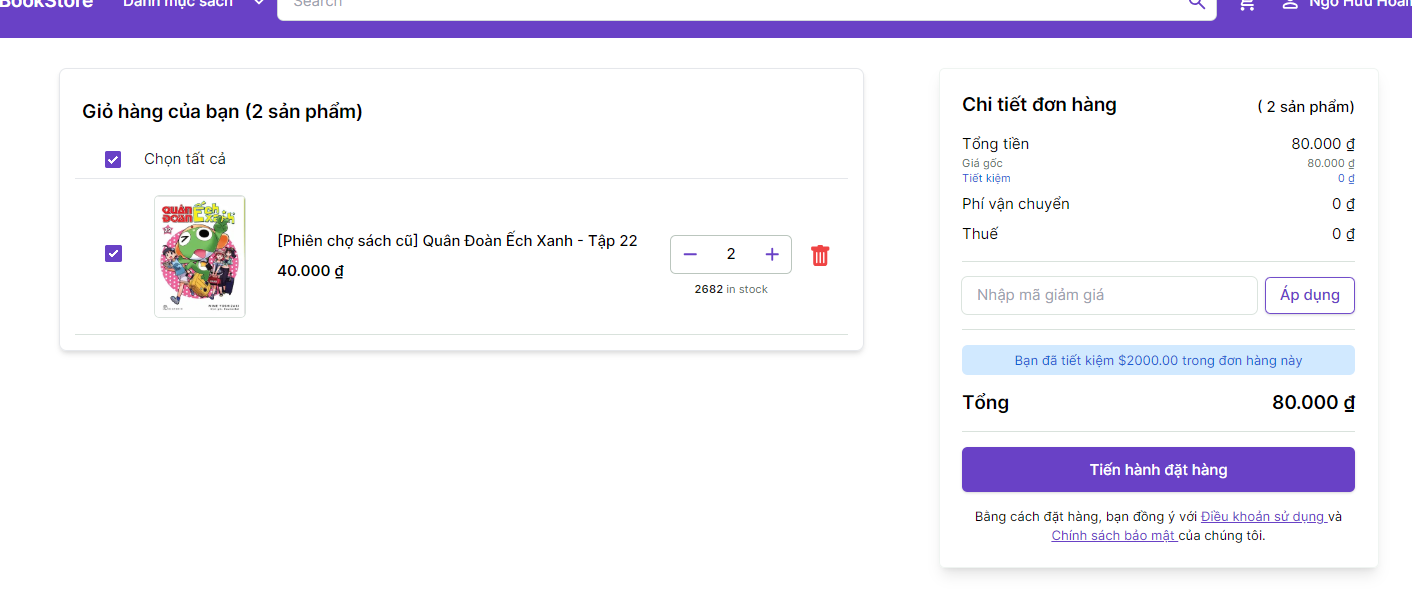 BookStore
Danh mục sách
Search
Ngô Hữu Hoàn
Giỏ hàng của bạn (2 sản phẩm)
Chọn tất cả
QUÂN ĐOÀN Ếch Xanh
[Phiên chợ sách cũ] Quân Đoàn Ếch Xanh - Tập 22
40.000 ₫
2
2682 in stock
Chi tiết đơn hàng
( 2 sản phẩm)
Tổng tiền
80.000 ₫
Giá gốc
80.000 ₫
Tiết kiệm
0 ₫
Phí vận chuyển
0 ₫
Thuế
0 ₫
Nhập mã giảm giá
Áp dụng
Bạn đã tiết kiệm $2000.00 trong đơn hàng này
Tổng
80.000 ₫
Tiến hành đặt hàng
Bằng cách đặt hàng, bạn đồng ý với Điều khoản sử dụng và
Chính sách bảo mật của chúng tôi.